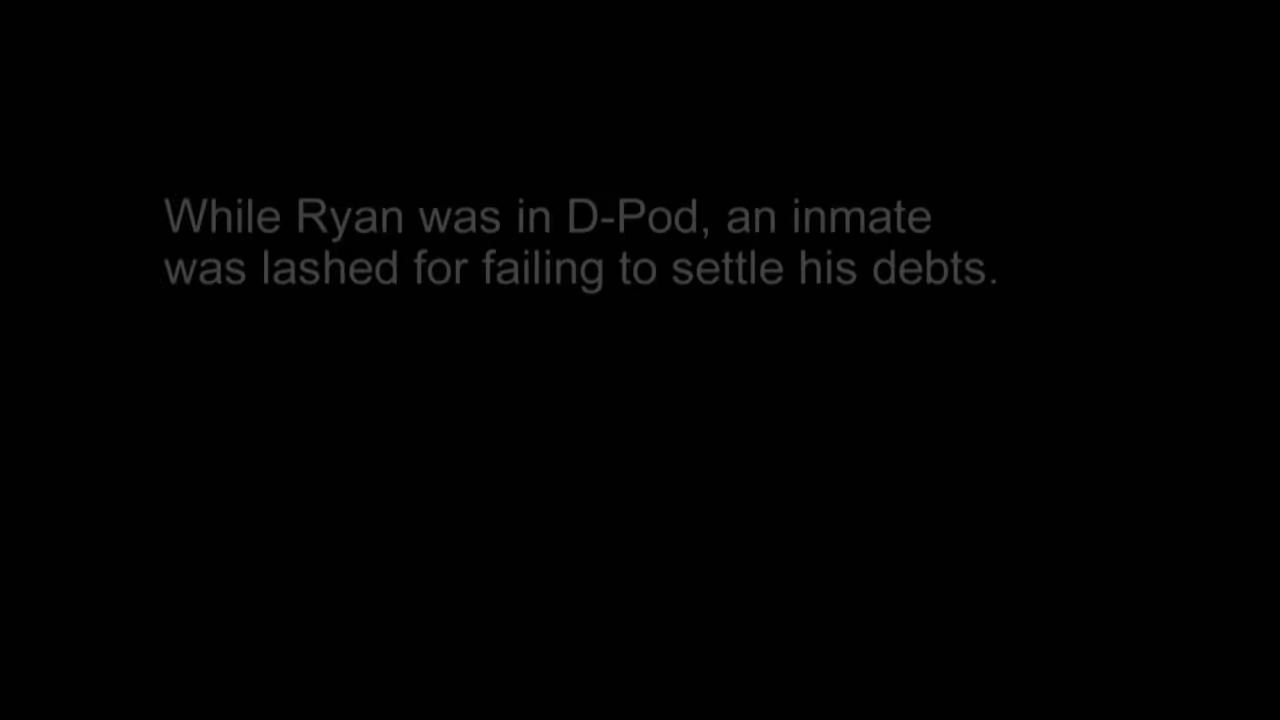 While Ryan was in D-Pod, an inmate
was lashed for failing to settle his debts.